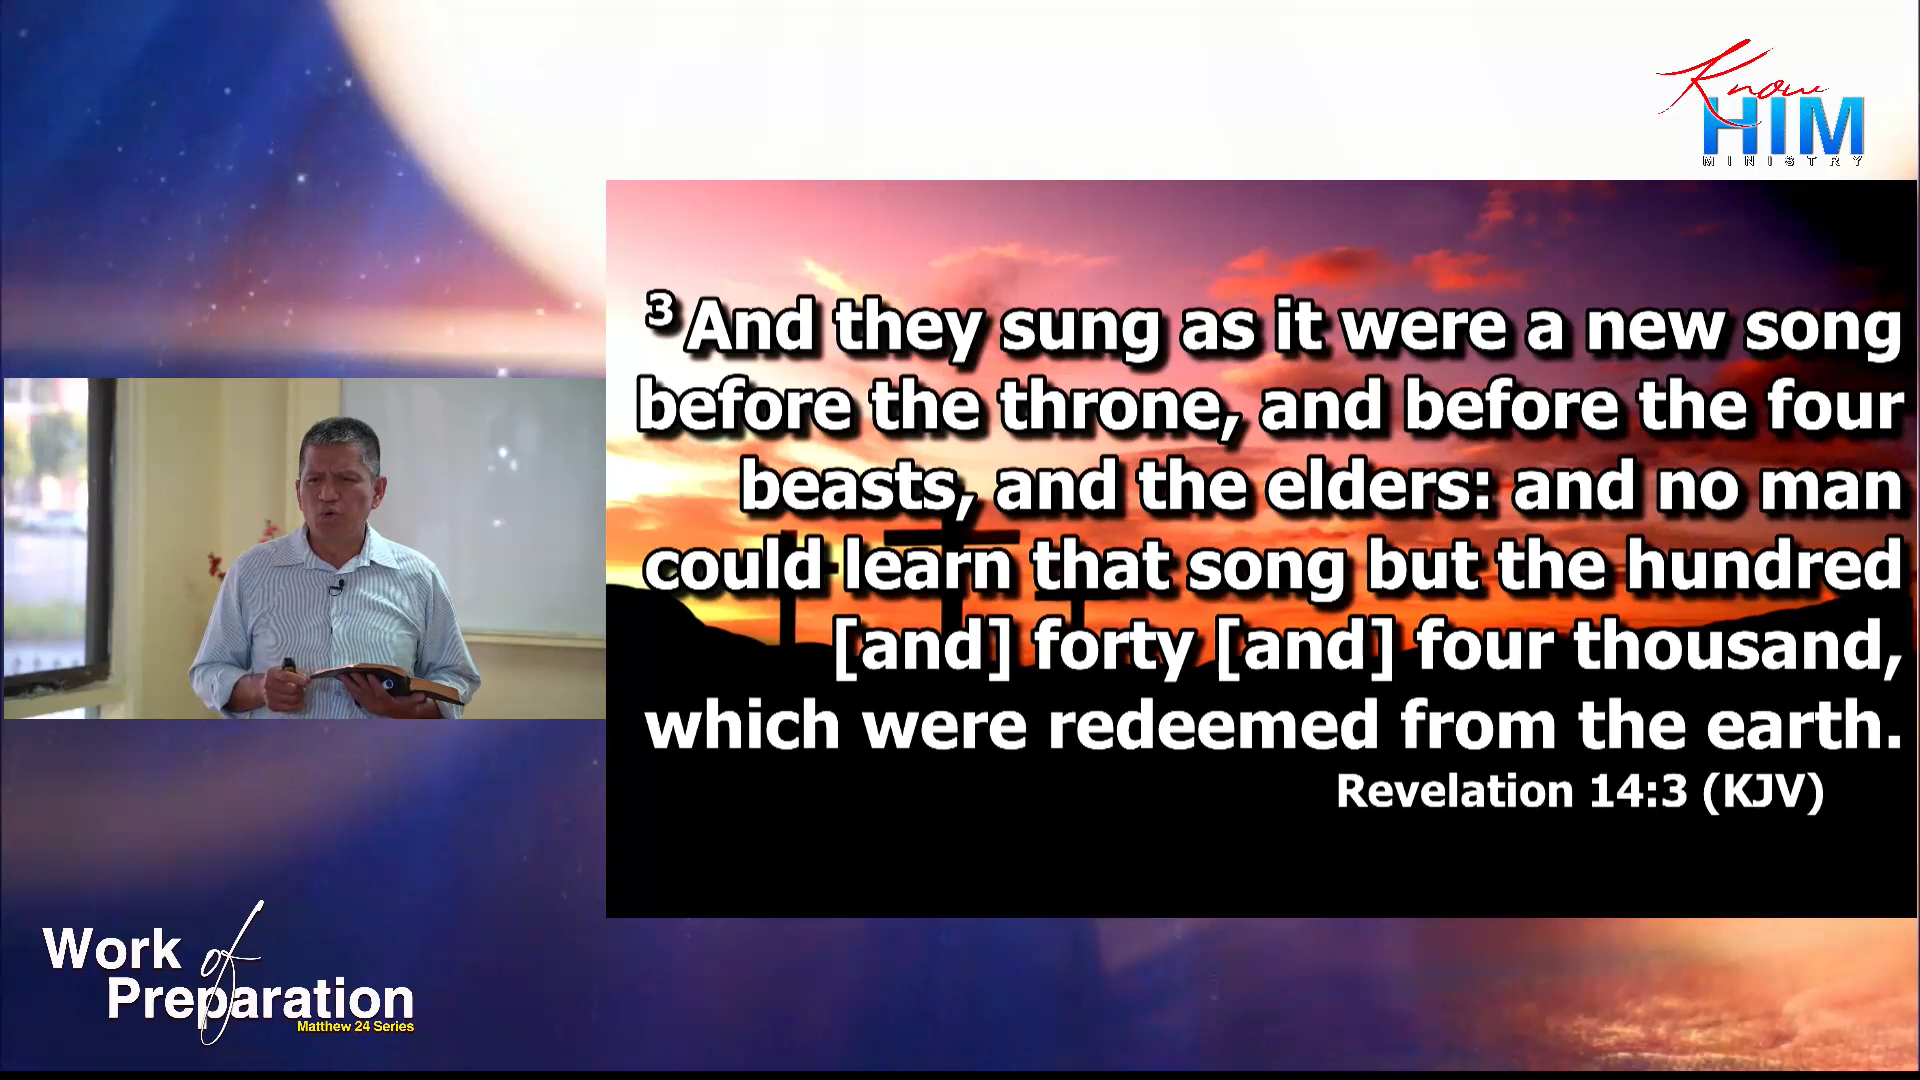 Know
HIM
MINISTRY
3 And they sung as it were a new song
before the throne, and before the four
beasts, and the elders: and no man
could learn that song but the hundred
[and] forty [and] four thousand,
which were redeemed from the earth.
Revelation 14:3 (KJV)
Work of
Preparation
Matthew 24 Series